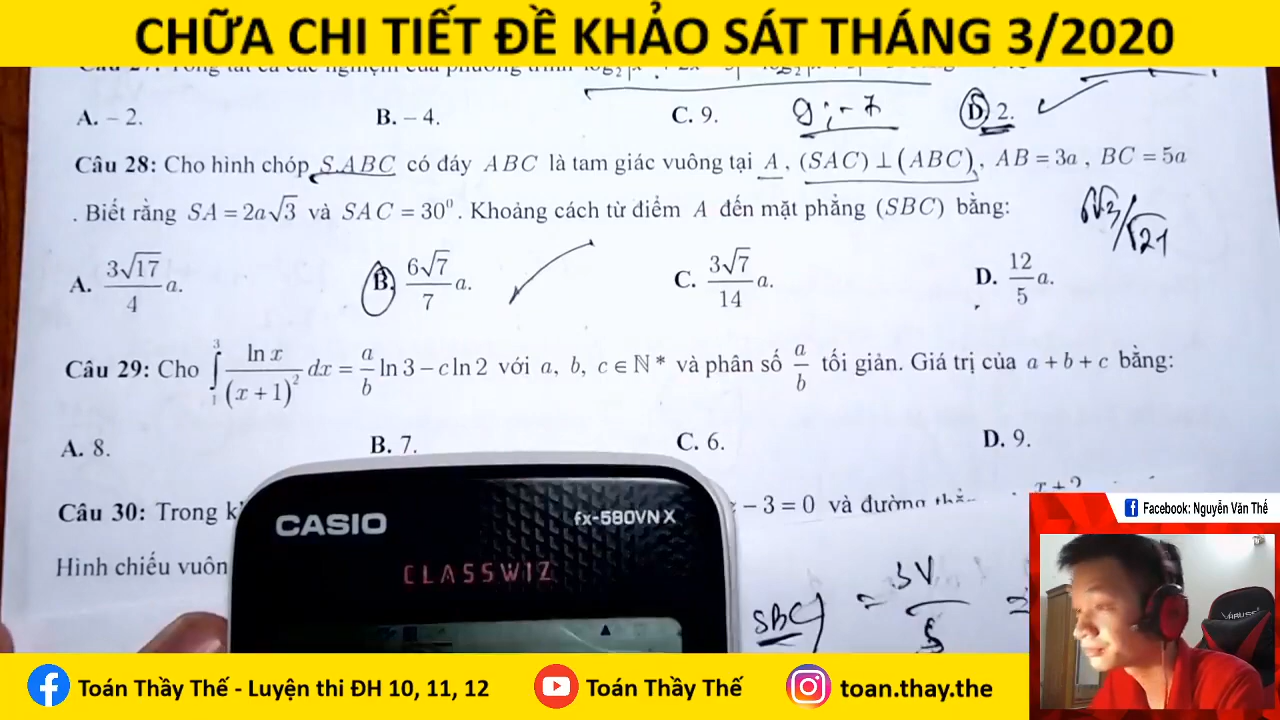 CHỮA CHI TIẾT ĐỀ KHẢO SÁT THÁNG 3/2020
A. – 2. B. – 4. C. 9. 9 ; -7 D. 2.
Câu 28: Cho hình chóp S.ABC có đáy ABC là tam giác vuông tại A, (SAC) ⊥ (ABC), AB = 3a, BC = 5a
. Biết rằng SA = 2a√3 và SAC = 30⁰. Khoảng cách từ điểm A đến mặt phẳng (SBC) bằng:
A. 3√17/4 a. B. 6√7/7 a. C. 3√7/14 a. D. 12/5 a.
Câu 29: Cho ∫₁³ ln x/(x+1)² dx = a/b ln 3 – c ln 2 với a, b, c ∈ ℕ* và phân số a/b tối giản. Giá trị của a + b + c bằng:
A. 8. B. 7. C. 6. D. 9.
Câu 30: Trong – 3 = 0 và đường
Hình chiếu
CASIO fx-580VN X
CLASSWIZ
SBC) = 3V/S
Facebook: Nguyễn Văn Thế
Toán Thầy Thế - Luyện thi ĐH 10, 11, 12 Toán Thầy Thế toan.thay.the